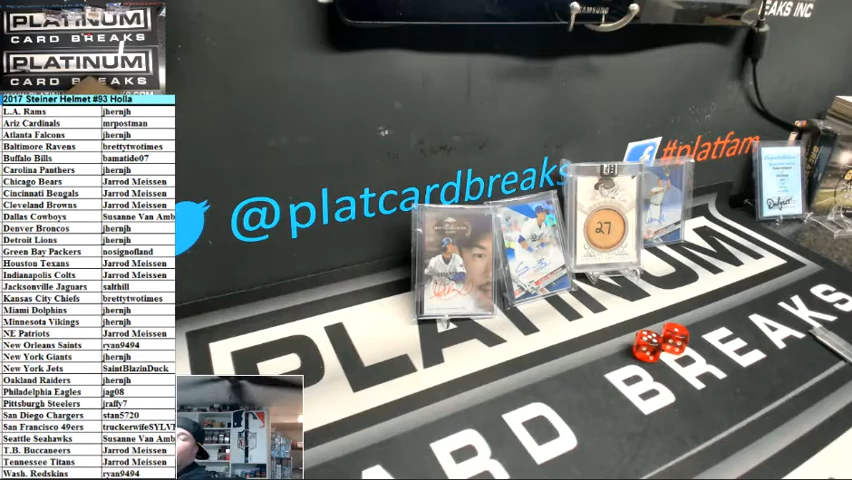 PLATINUM
CARD BREAKS
PLATINUM
CARD BREAKS
2017 Steiner Helmet #93 Holla
L.A. Rams jhernjh
Ariz Cardinals mrpostman
Atlanta Falcons jhernjh
Baltimore Ravens brettytwotimes
Buffalo Bills bamatide07
Carolina Panthers jhernjh
Chicago Bears Jarrod Meissen
Cincinnati Bengals Jarrod Meissen
Cleveland Browns Jarrod Meissen
Dallas Cowboys Susanne Van Amb
Denver Broncos jhernjh
Detroit Lions jhernjh
Green Bay Packers nosignofland
Houston Texans Jarrod Meissen
Indianapolis Colts Jarrod Meissen
Jacksonville Jaguars salthill
Kansas City Chiefs brettytwotimes
Miami Dolphins jhernjh
Minnesota Vikings jhernjh
NE Patriots Jarrod Meissen
New Orleans Saints ryan9494
New York Giants jhernjh
New York Jets SaintBlazinDuck
Oakland Raiders jhernjh
Philadelphia Eagles jag08
Pittsburgh Steelers jraffy7
San Diego Chargers stan5720
San Francisco 49ers truckerwifeSYLV
Seattle Seahawks Susanne Van Amb
T.B. Buccaneers Jarrod Meissen
Tennessee Titans Jarrod Meissen
Wash. Redskins ryan9494
SAMSUNG
EAKS INC
@platcardbreaks
#platfam
27
PLATINUM
ARD BREAKS